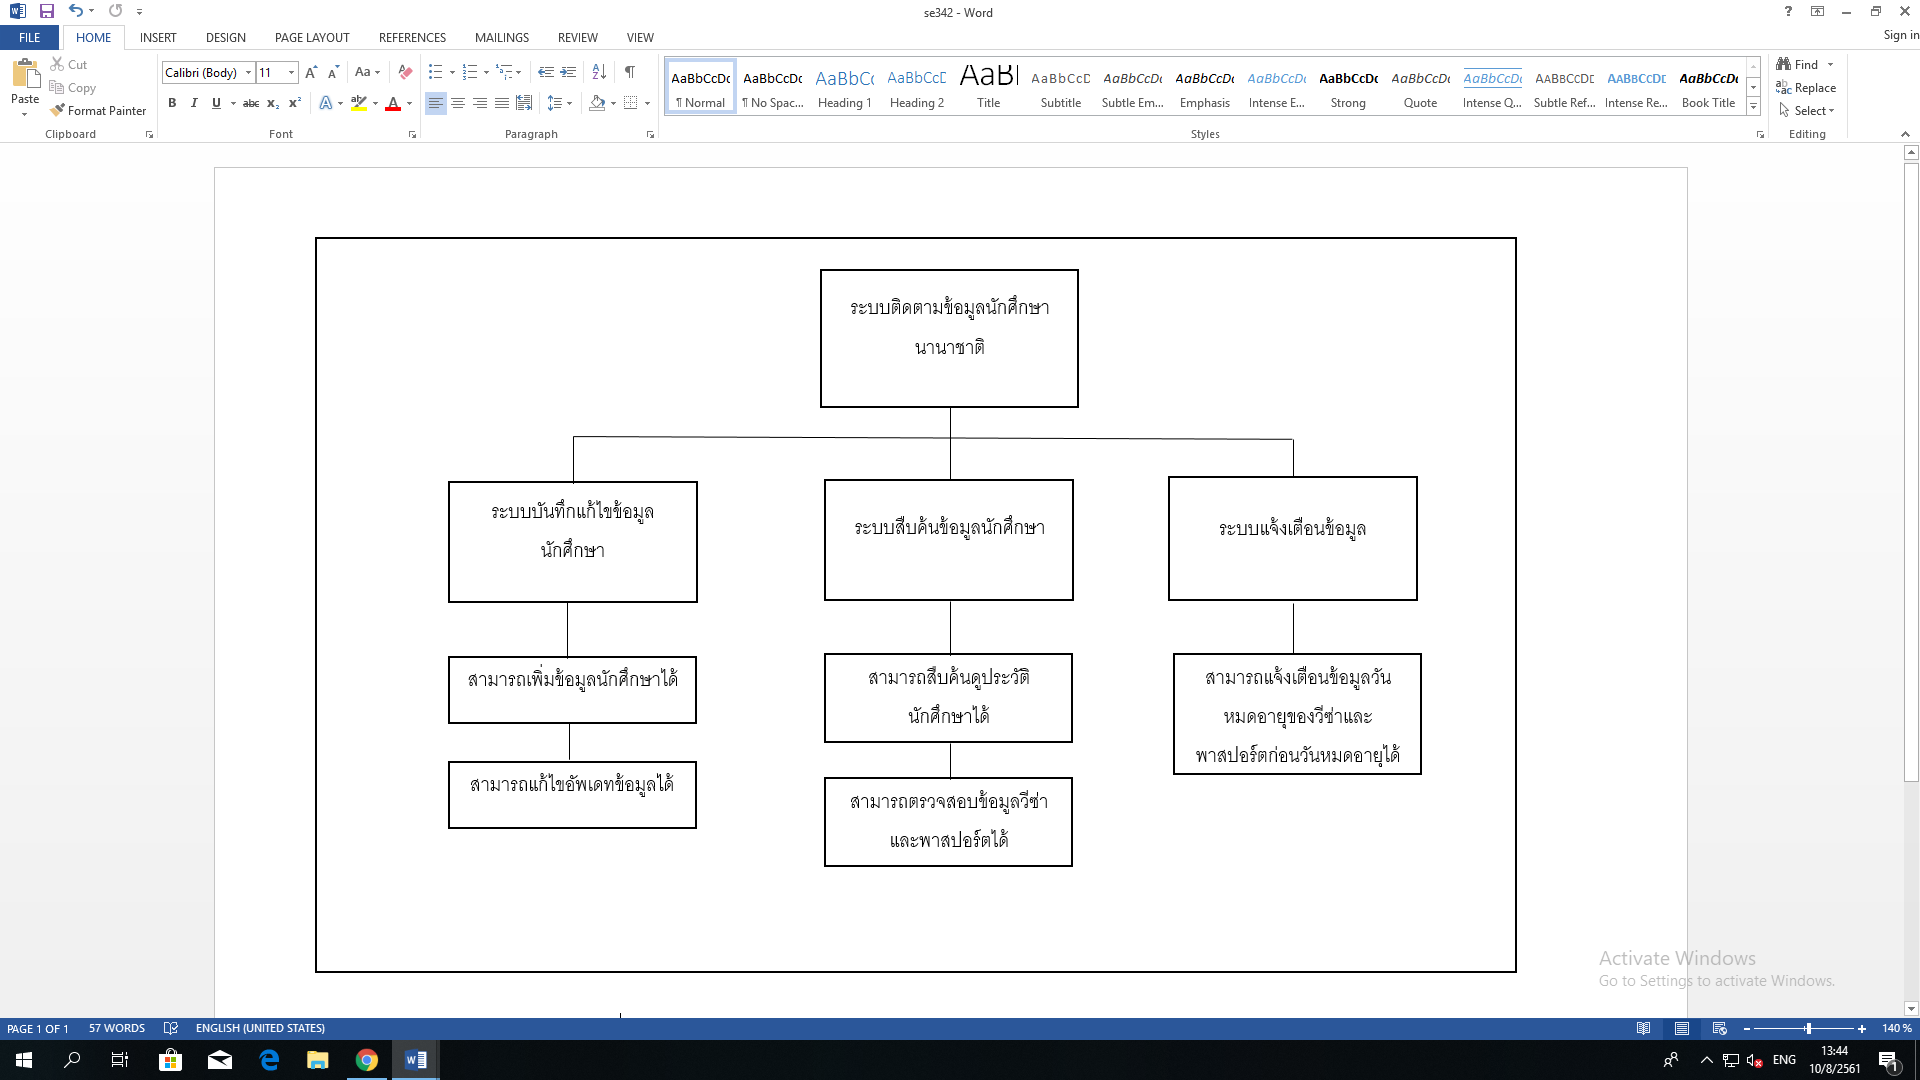 se342 - Word
Sign in
FILE
HOME
INSERT
DESIGN
PAGE LAYOUT
REFERENCES
MAILINGS
REVIEW
VIEW
Paste
Cut
Copy
Format Painter
Clipboard
Calibri (Body)
11
Aa
Font
Paragraph
AaBbCcDc
¶ Normal
AaBbCcDc
¶ No Spac...
AaBbCc
Heading 1
AaBbCcD
Heading 2
AaBl
Title
AaBbCcD
Subtitle
AaBbCcDc
Subtle Em...
AaBbCcDc
Emphasis
AaBbCcDc
Intense E...
AaBbCcDc
Strong
AaBbCcDc
Quote
AaBbCcDc
Intense Q...
AaBbCcDc
Subtle Ref...
AaBbCcDc
Intense Re...
AaBbCcDc
Book Title
Styles
Find
Replace
Select
Editing
ระบบติดตามข้อมูลนักศึกษา
นานาชาติ
ระบบบันทึกแก้ไขข้อมูล
นักศึกษา
ระบบสืบค้นข้อมูลนักศึกษา
ระบบแจ้งเตือนข้อมูล
สามารถเพิ่มข้อมูลนักศึกษาได้
สามารถแก้ไขอัพเดทข้อมูลได้
สามารถสืบค้นดูประวัติ
นักศึกษาได้
สามารถตรวจสอบข้อมูลวีซ่า
และพาสปอร์ตได้
สามารถแจ้งเตือนข้อมูลวัน
หมดอายุของวีซ่าและ
พาสปอร์ตก่อนวันหมดอายุได้
Activate Windows
Go to Settings to activate Windows.
PAGE 1 OF 1
57 WORDS
ENGLISH (UNITED STATES)
140 %
ENG
13:44
10/8/2561
1